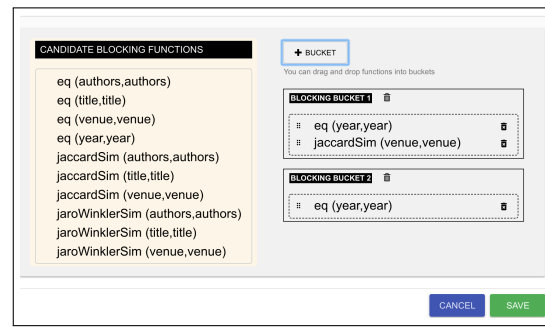 CANDIDATE BLOCKING FUNCTIONS
eq (authors,authors)
eq (title,title)
eq (venue,venue)
eq (year,year)
jaccardSim (authors,authors)
jaccardSim (title,title)
jaccardSim (venue,venue)
jaroWinklerSim (authors,authors)
jaroWinklerSim (title,title)
jaroWinklerSim (venue,venue)
+ BUCKET
You can drag and drop functions into buckets
BLOCKING BUCKET 1
eq (year,year)
jaccardSim (venue,venue)
BLOCKING BUCKET 2
eq (year,year)
CANCEL
SAVE